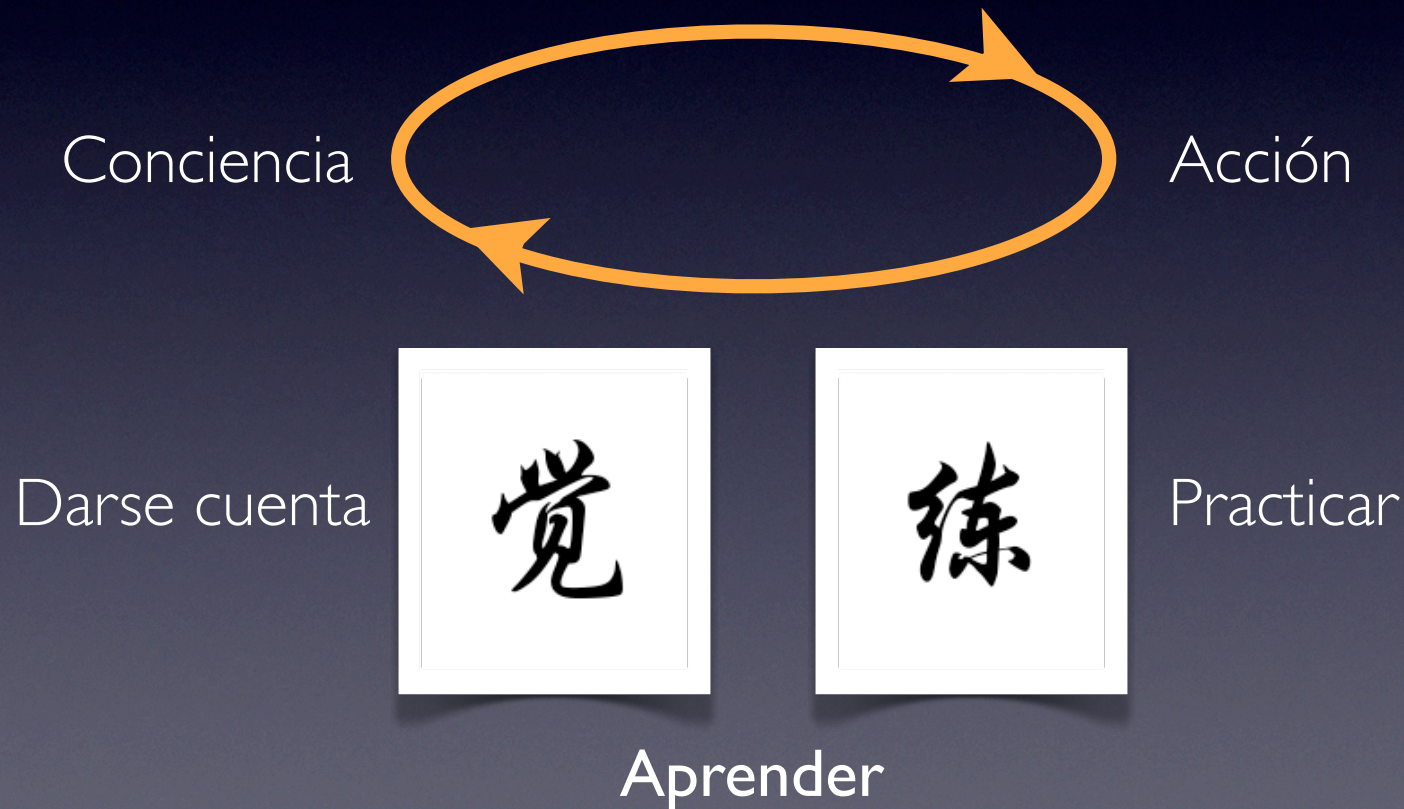 Conciencia
Acción
Darse cuenta
觉
练
Practicar
Aprender